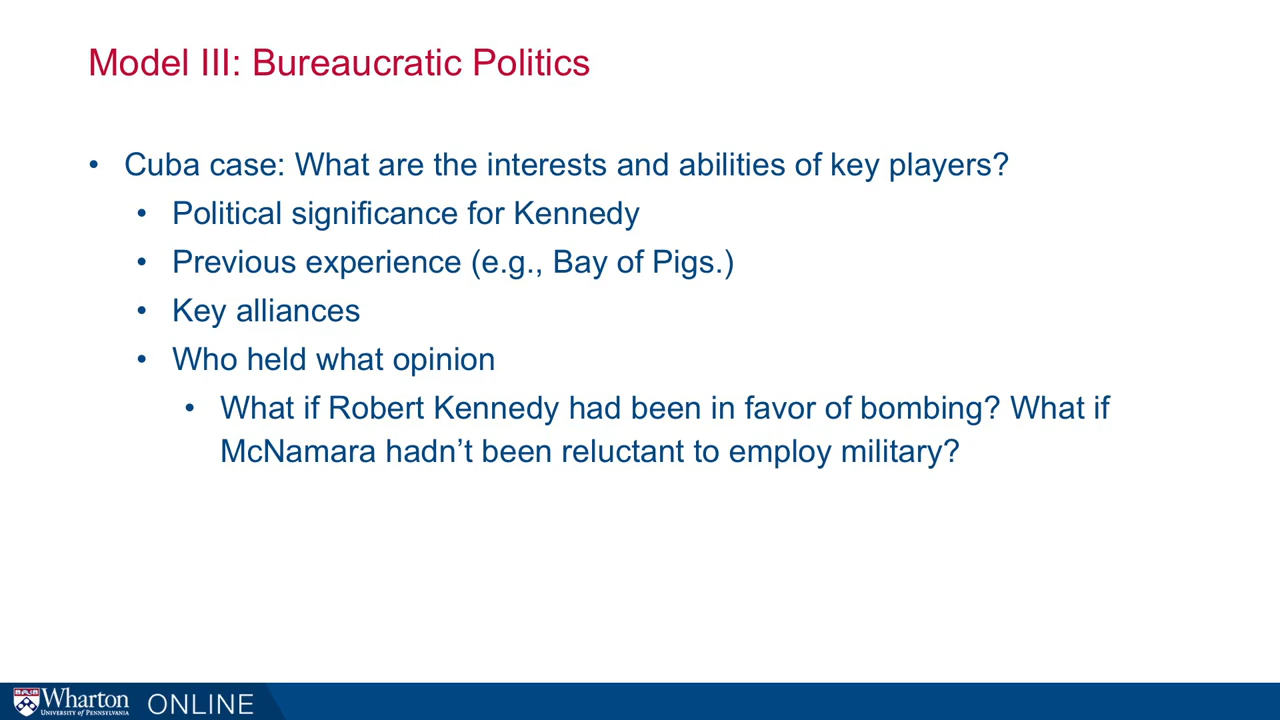 Model III: Bureaucratic Politics
• Cuba case: What are the interests and abilities of key players?
• Political significance for Kennedy
• Previous experience (e.g., Bay of Pigs.)
• Key alliances
• Who held what opinion
• What if Robert Kennedy had been in favor of bombing? What if
McNamara hadn’t been reluctant to employ military?
Wharton
UNIVERSITY OF PENNSYLVANIA
ONLINE